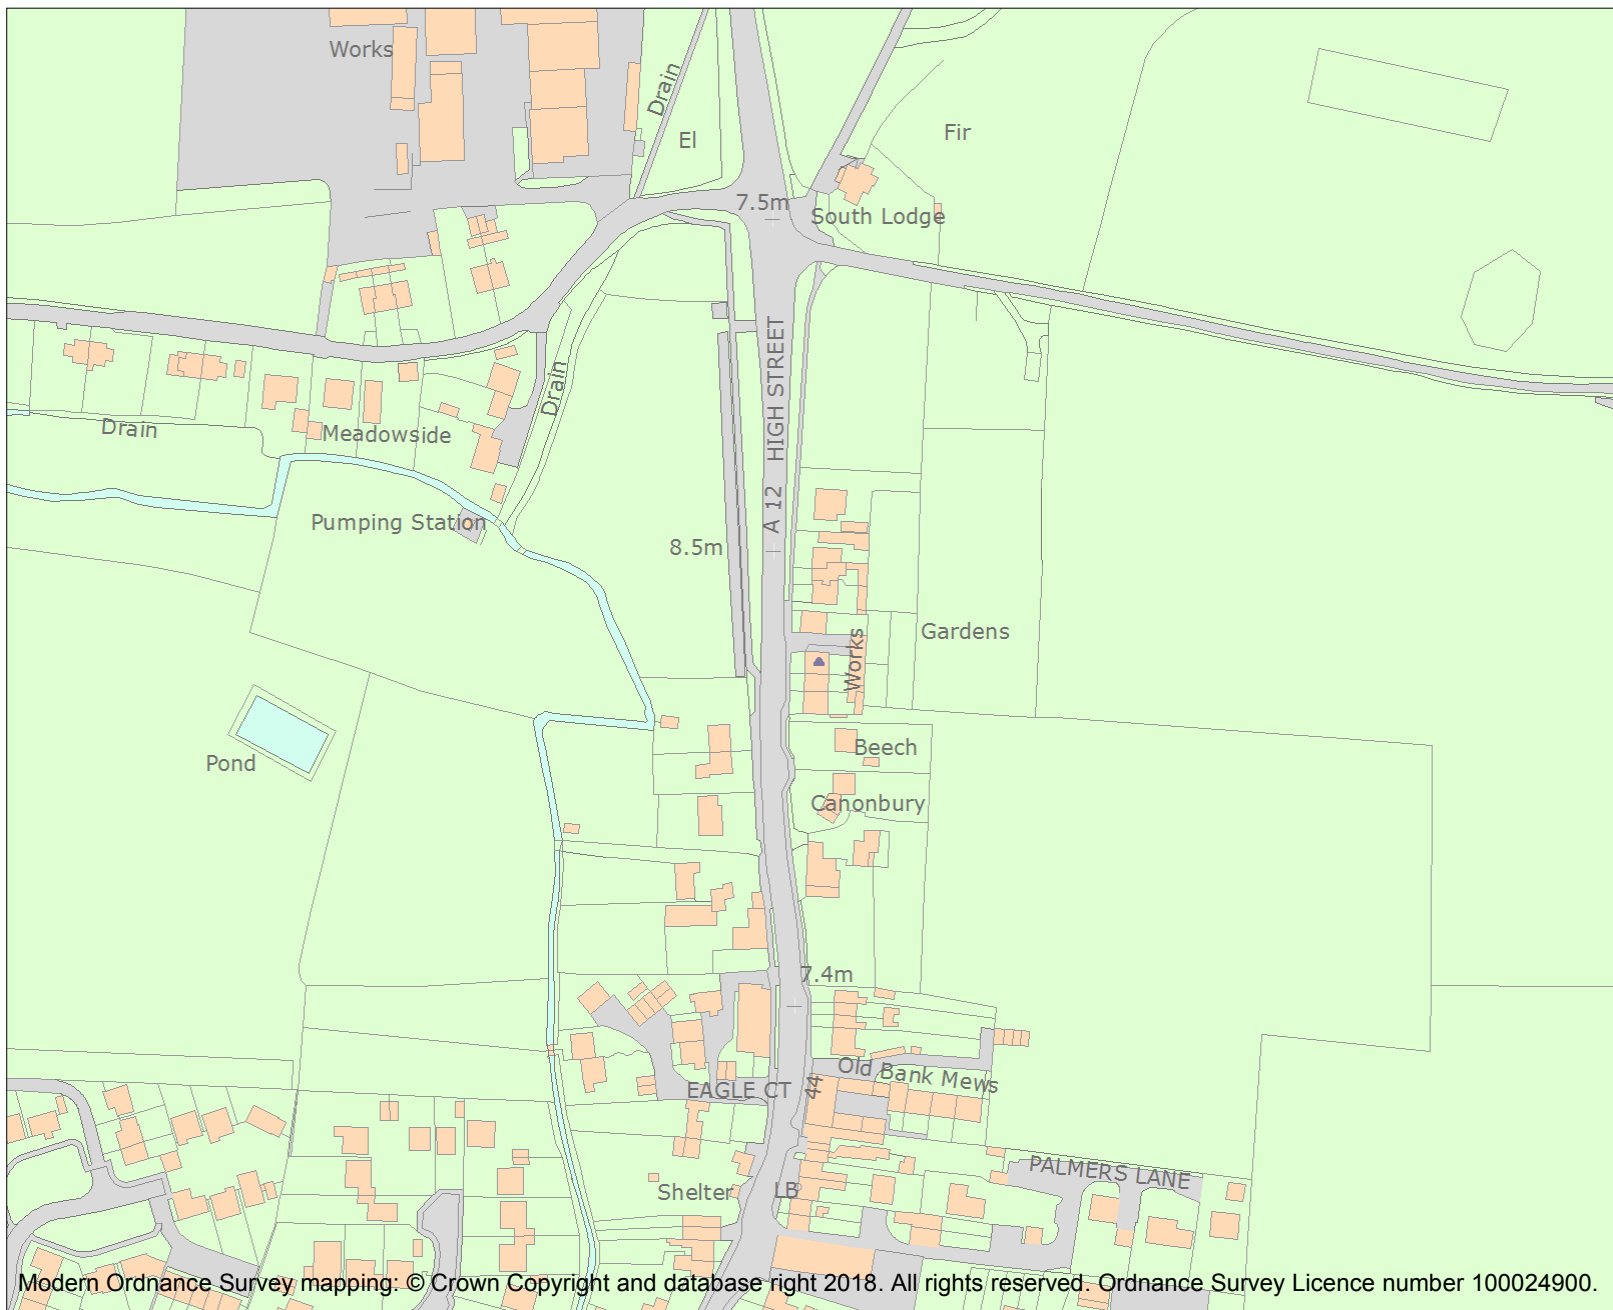 Works
Drain
El
Fir
7.5m
South Lodge
A 12 HIGH STREET
Drain
Drain
Meadowside
Pumping Station
8.5m
Gardens
Works
Beech
Pond
Canonbury
7.4m
Old Bank Mews
EAGLE CT
44
PALMERS LANE
Shelter
LB
Modern Ordnance Survey mapping: © Crown Copyright and database right 2018. All rights reserved. Ordnance Survey Licence number 100024900.